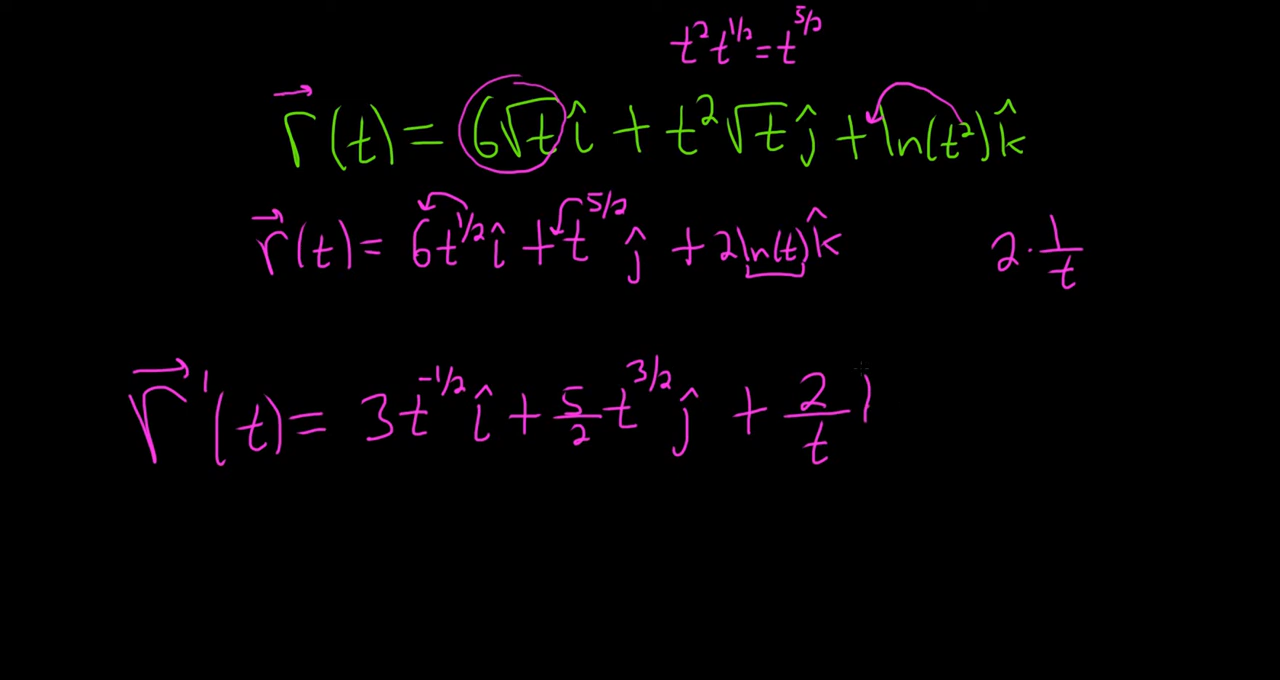 t²t^{1/2} = t^{5/2}
r⃗(t) = 6√t î + t²√t ĵ + ln(t²) k̂
r⃗(t) = 6t^{1/2} î + t^{5/2} ĵ + 2ln(t) k̂
2·1/t
r⃗'(t) = 3t^{-1/2} î + 5/2 t^{3/2} ĵ + 2/t